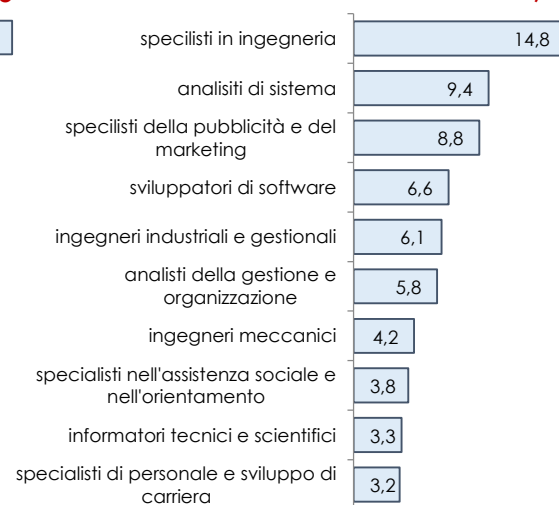 specilisti in ingegneria
14,8
analisiti di sistema
9,4
specilisti della pubblicità e del
marketing
8,8
sviluppatori di software
6,6
ingegneri industriali e gestionali
6,1
analisti della gestione e
organizzazione
5,8
ingegneri meccanici
4,2
specialisti nell'assistenza sociale e
nell'orientamento
3,8
informatori tecnici e scientifici
3,3
specialisti di personale e sviluppo di
carriera
3,2